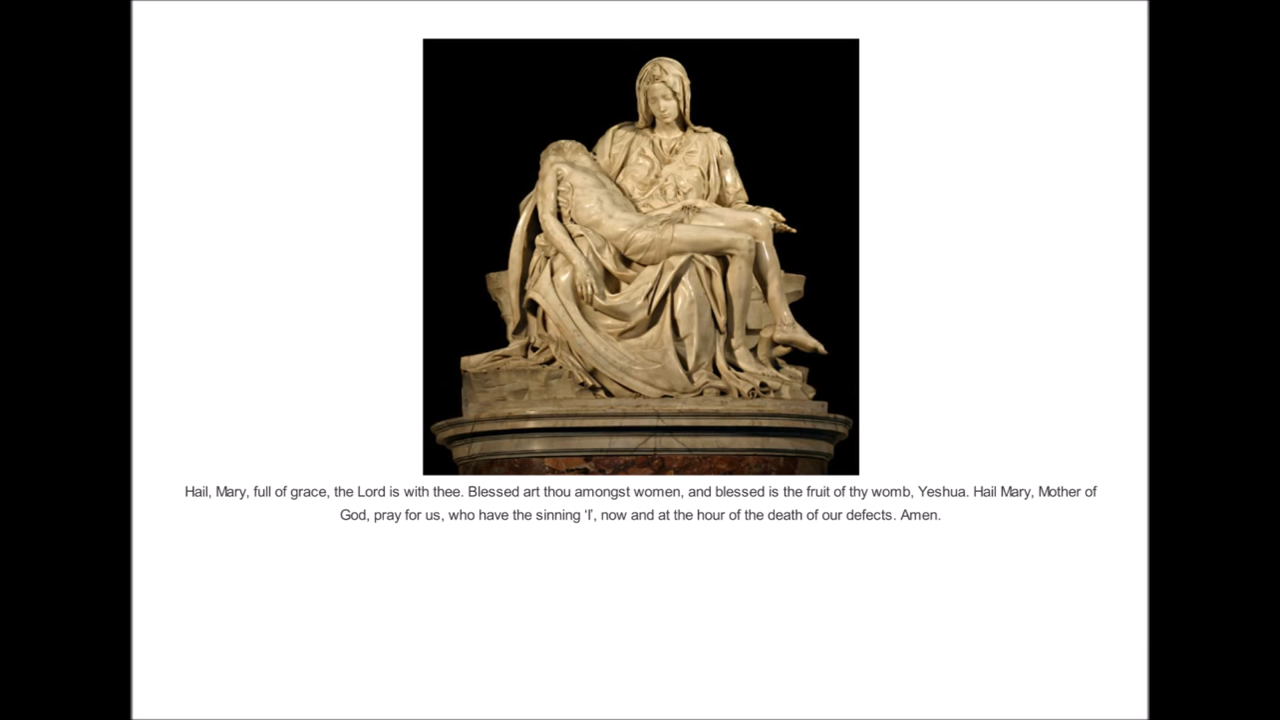 Hail, Mary, full of grace, the Lord is with thee. Blessed art thou amongst women, and blessed is the fruit of thy womb, Yeshua. Hail Mary, Mother of
God, pray for us, who have the sinning ‘I’, now and at the hour of the death of our defects. Amen.